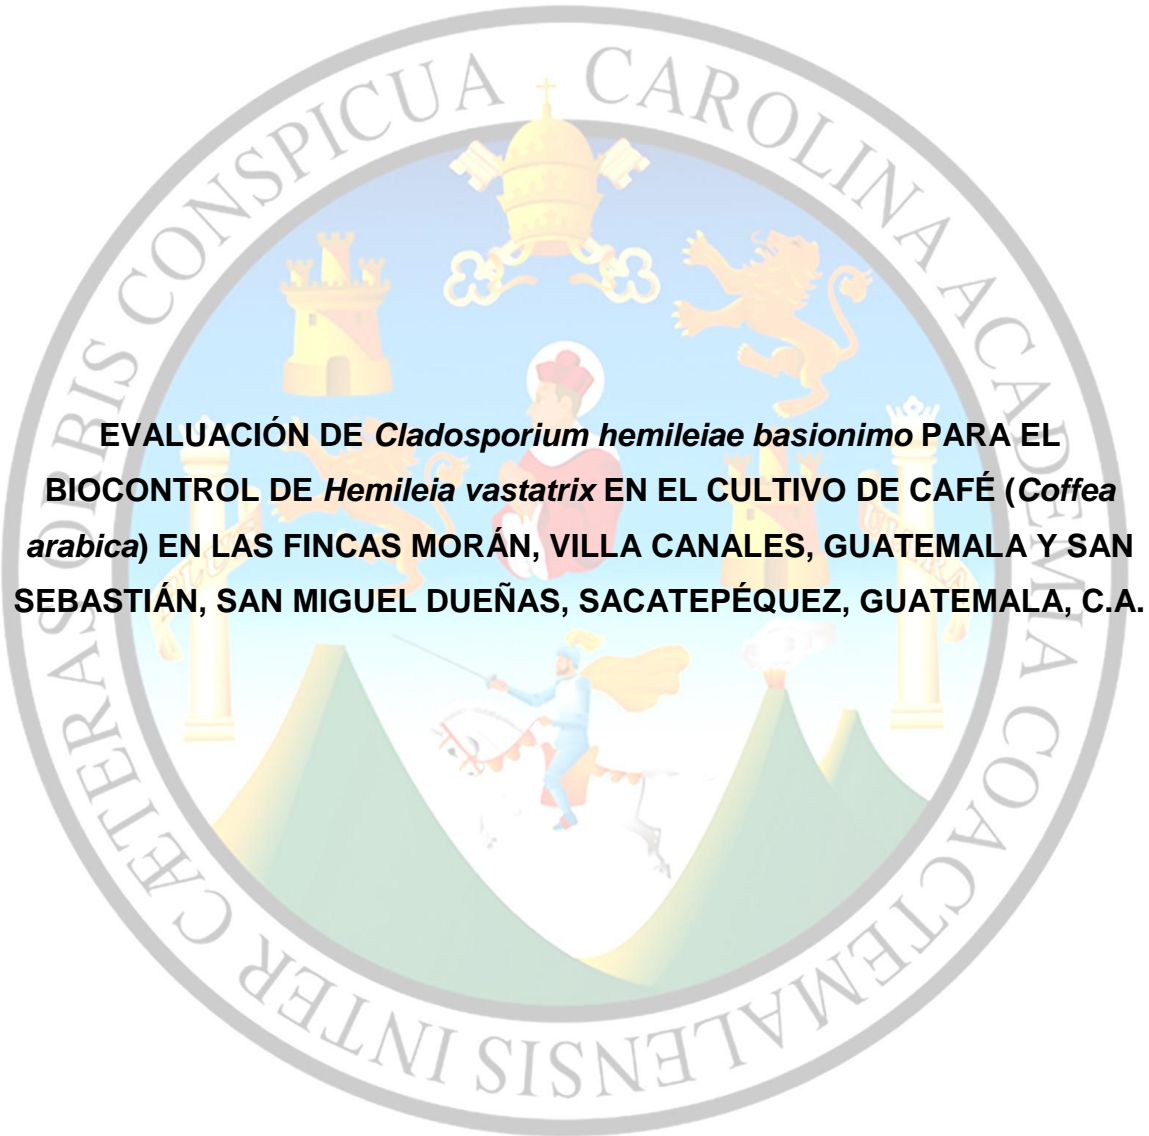 CAROLINA ACADEMIA COACTEMALENSIS INTER CÆTERAS ORBIS CONSPICUA
EVALUACIÓN DE Cladosporium hemileiae basionimo PARA EL
BIOCONTROL DE Hemileia vastatrix EN EL CULTIVO DE CAFÉ (Coffea
arabica) EN LAS FINCAS MORÁN, VILLA CANALES, GUATEMALA Y SAN
SEBASTIÁN, SAN MIGUEL DUEÑAS, SACATEPÉQUEZ, GUATEMALA, C.A.